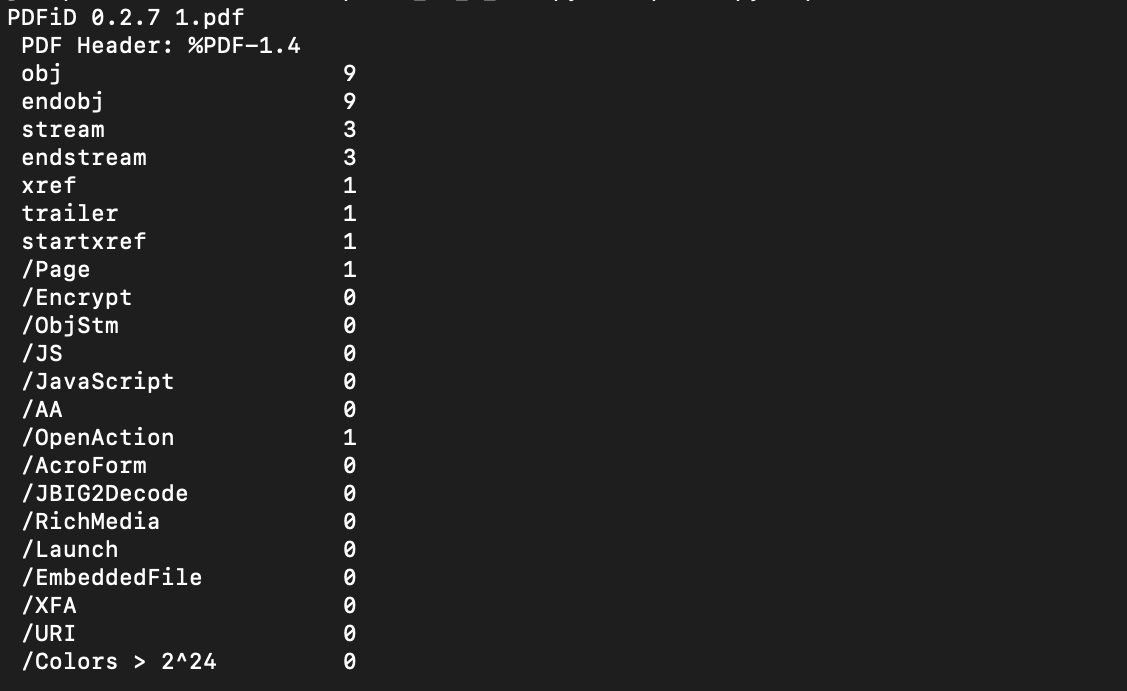 PDFiD 0.2.7 1.pdf
PDF Header: %PDF-1.4
obj 9
endobj 9
stream 3
endstream 3
xref 1
trailer 1
startxref 1
/Page 1
/Encrypt 0
/ObjStm 0
/JS 0
/JavaScript 0
/AA 0
/OpenAction 1
/AcroForm 0
/JBIG2Decode 0
/RichMedia 0
/Launch 0
/EmbeddedFile 0
/XFA 0
/URI 0
/Colors > 2^24 0